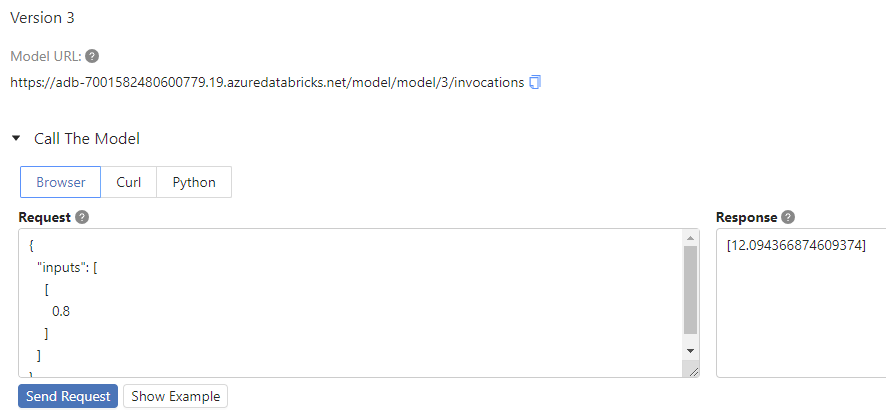 Version 3
Model URL: ?
https://adb-7001582480600779.19.azuredatabricks.net/model/model/3/invocations
Call The Model
Browser Curl Python
Request ?
{
"inputs": [
[
0.8
]
]
}
Response ?
[12.094366874609374]
Send Request Show Example